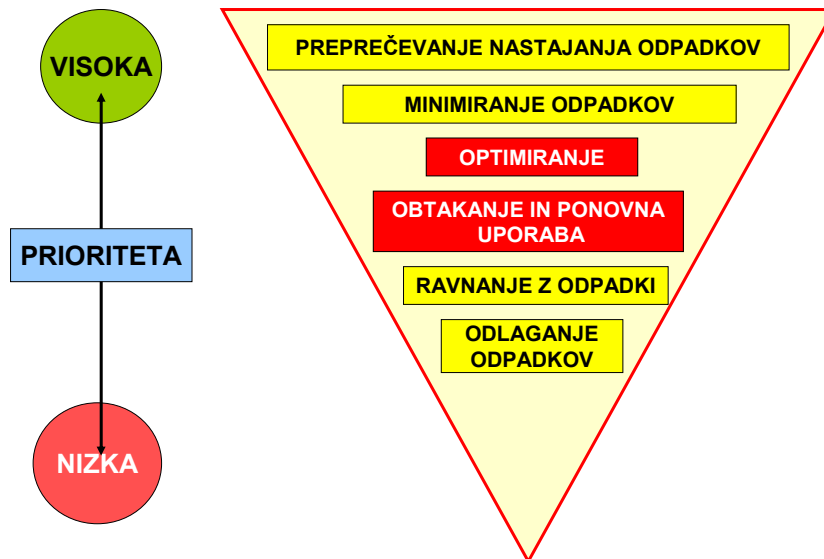 VISOKA
PRIORITETA
NIZKA
PREPREČEVANJE NASTAJANJA ODPADKOV
MINIMIRANJE ODPADKOV
OPTIMIRANJE
OBTAKANJE IN PONOVNA
UPORABA
RAVNANJE Z ODPADKI
ODLAGANJE
ODPADKOV